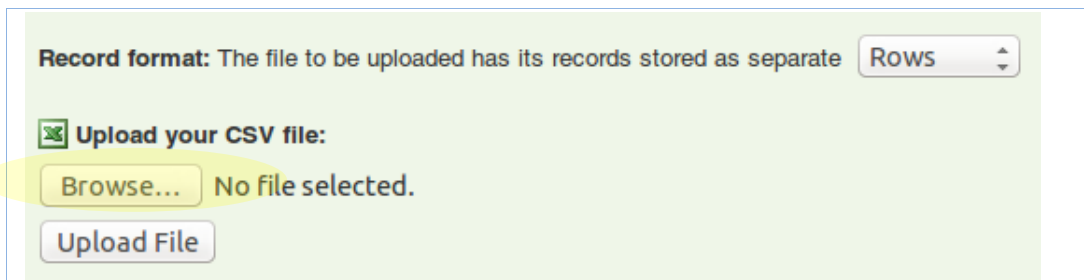 Record format: The file to be uploaded has its records stored as separate Rows
Upload your CSV file:
Browse... No file selected.
Upload File